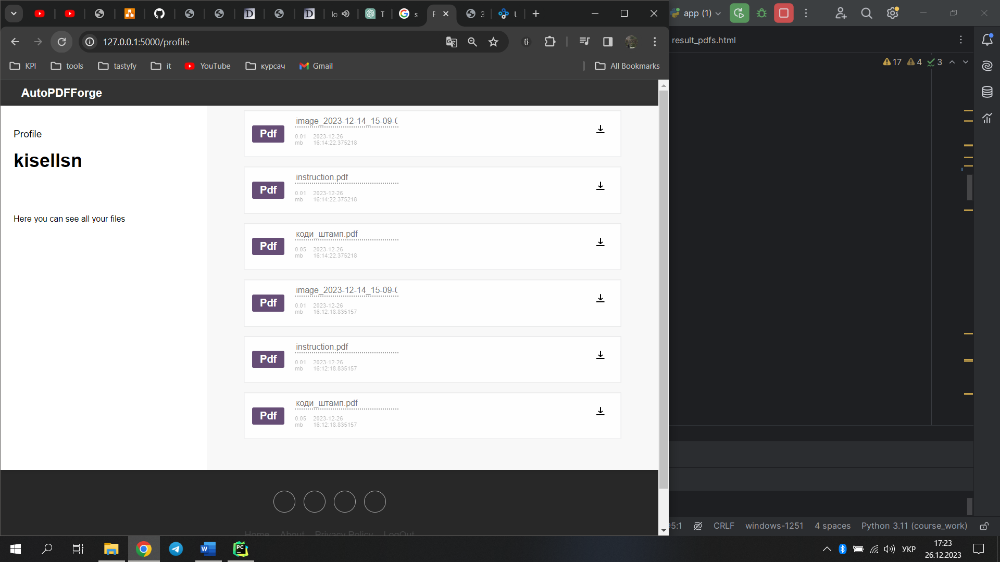 lo
T
s
F
З
U
app (1)
127.0.0.1:5000/profile
result_pdfs.html
KPI
tools
tastyfy
it
YouTube
курсач
Gmail
All Bookmarks
17 4 3
AutoPDFForge
Profile
kisellsn
Here you can see all your files
Pdf
image_2023-12-14_15-09-0
0.01 2023-12-26
mb 16:14:22.375218
Pdf
instruction.pdf
0.01 2023-12-26
mb 16:14:22.375218
Pdf
коди_штамп.pdf
0.05 2023-12-26
mb 16:14:22.375218
Pdf
image_2023-12-14_15-09-0
0.01 2023-12-26
mb 16:12:18.835157
Pdf
instruction.pdf
0.01 2023-12-26
mb 16:12:18.835157
Pdf
коди_штамп.pdf
0.05 2023-12-26
mb 16:12:18.835157
Home About Privacy Policy LogOut
95:1 CRLF windows-1251 4 spaces Python 3.11 (course_work)
УКР
17:23
26.12.2023